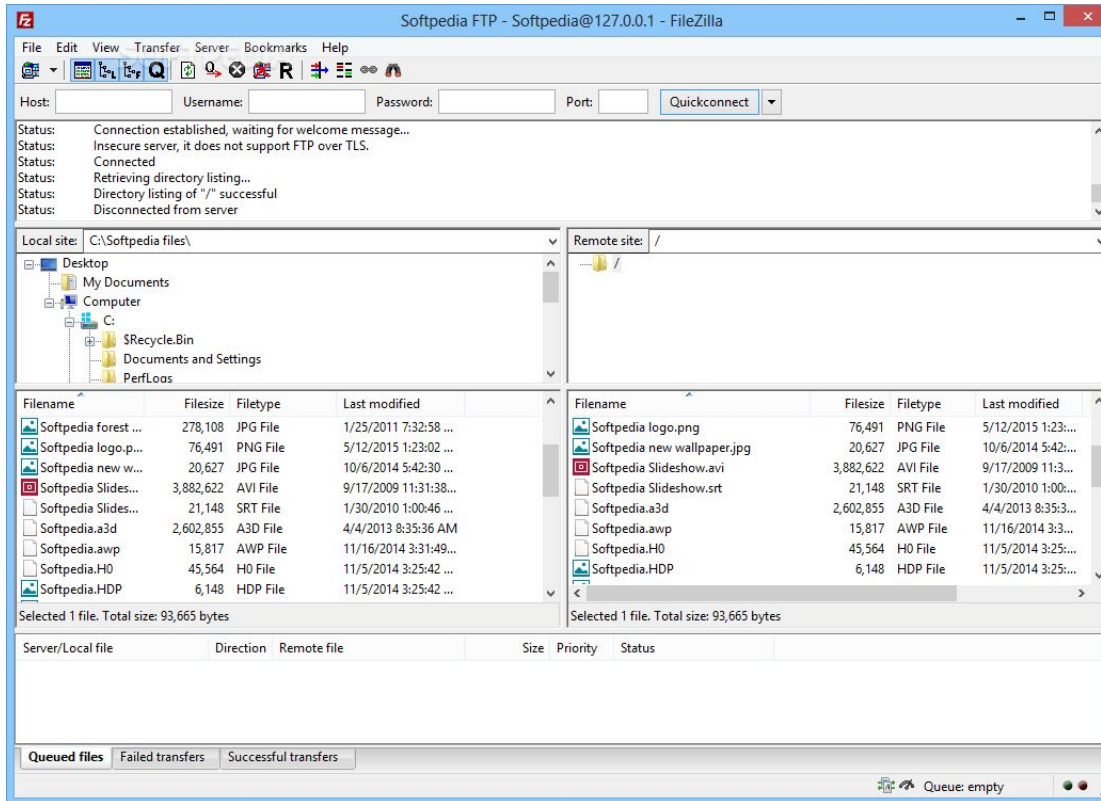 Softpedia FTP - Softpedia@127.0.0.1 - FileZilla
File Edit View Transfer Server Bookmarks Help
Host: Username: Password: Port: Quickconnect
Status: Connection established, waiting for welcome message...
Status: Insecure server, it does not support FTP over TLS.
Status: Connected
Status: Retrieving directory listing...
Status: Directory listing of "/" successful
Status: Disconnected from server
Local site: C:\Softpedia files\
Remote site: /
Desktop
My Documents
Computer
C:
$Recycle.Bin
Documents and Settings
PerfLogs
/
Filename Filesize Filetype Last modified
Softpedia forest ... 278,108 JPG File 1/25/2011 7:32:58 ...
Softpedia logo.p... 76,491 PNG File 5/12/2015 1:23:02 ...
Softpedia new w... 20,627 JPG File 10/6/2014 5:42:30 ...
Softpedia Slides... 3,882,622 AVI File 9/17/2009 11:31:38...
Softpedia Slides... 21,148 SRT File 1/30/2010 1:00:46 ...
Softpedia.a3d 2,602,855 A3D File 4/4/2013 8:35:36 AM
Softpedia.awp 15,817 AWP File 11/16/2014 3:31:49...
Softpedia.H0 45,564 H0 File 11/5/2014 3:25:42 ...
Softpedia.HDP 6,148 HDP File 11/5/2014 3:25:42 ...
Selected 1 file. Total size: 93,665 bytes
Filename Filesize Filetype Last modified
Softpedia logo.png 76,491 PNG File 5/12/2015 1:23:...
Softpedia new wallpaper.jpg 20,627 JPG File 10/6/2014 5:42:...
Softpedia Slideshow.avi 3,882,622 AVI File 9/17/2009 11:3...
Softpedia Slideshow.srt 21,148 SRT File 1/30/2010 1:00:...
Softpedia.a3d 2,602,855 A3D File 4/4/2013 8:35:3...
Softpedia.awp 15,817 AWP File 11/16/2014 3:3...
Softpedia.H0 45,564 H0 File 11/5/2014 3:25:...
Softpedia.HDP 6,148 HDP File 11/5/2014 3:25:...
Selected 1 file. Total size: 93,665 bytes
Server/Local file Direction Remote file Size Priority Status
Queued files Failed transfers Successful transfers
Queue: empty